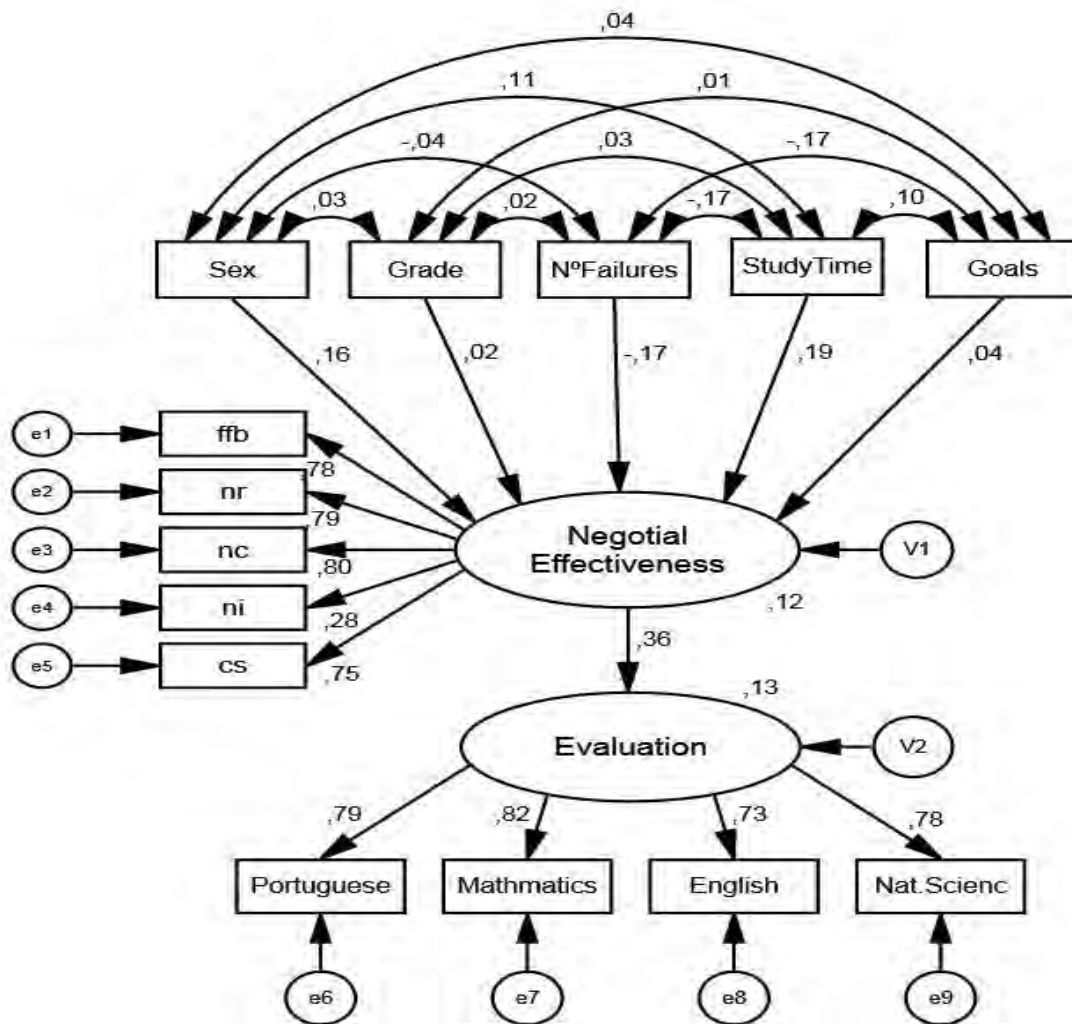 ,04
,11
,01
-,04
,03
-,17
,03
,02
-,17
,10
Sex
Grade
NºFailures
StudyTime
Goals
,16
,02
-,17
,19
,04
e1
ffb
,78
e2
nr
,79
e3
nc
,80
e4
ni
,28
e5
cs
,75
Negotial
Effectiveness
V1
,12
,36
,13
Evaluation
V2
,79
,82
,73
,78
Portuguese
Mathmatics
English
Nat.Scienc
e6
e7
e8
e9